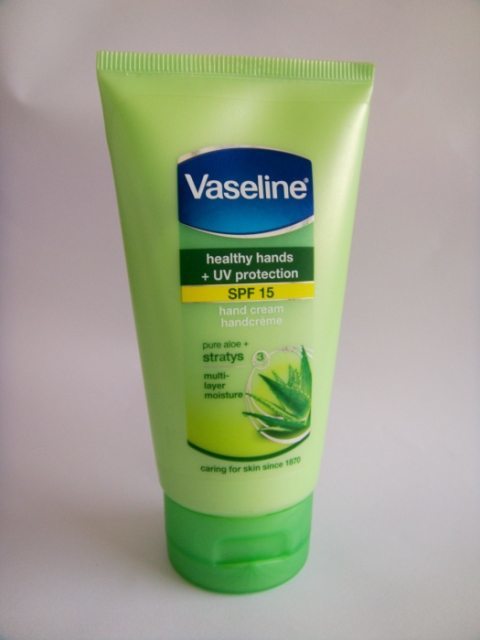 Vaseline®
healthy hands
+ UV protection
SPF 15
hand cream
handcrème
pure aloe +
stratys 3
multi-
layer
moisture
caring for skin since 1870